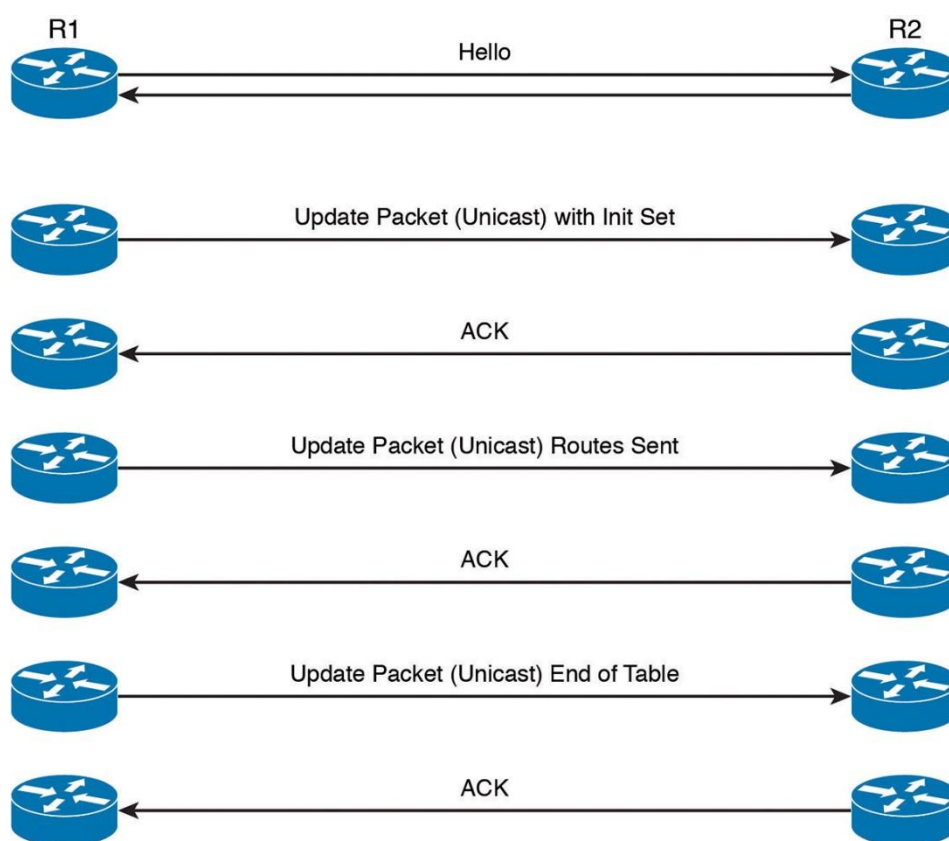 R1
R2
Hello
Update Packet (Unicast) with Init Set
ACK
Update Packet (Unicast) Routes Sent
ACK
Update Packet (Unicast) End of Table
ACK